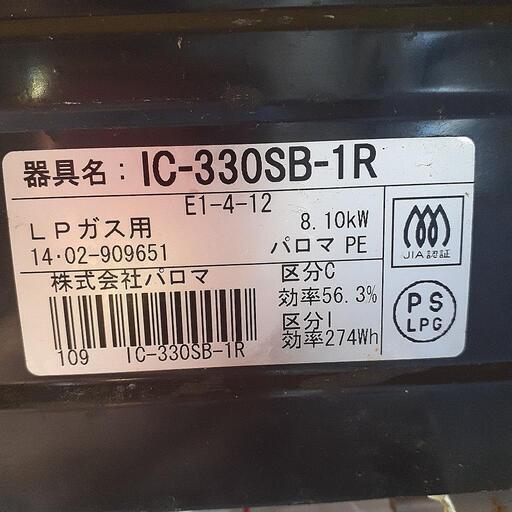 器具名：IC-330SB-1R
E1-4-12
LPガス用 8.10kW
14・02-909651 パロマ PE
株式会社パロマ
区分C
効率56.3%
区分I
効率274Wh
109 IC-330SB-1R
JIA認証
PS
LPG